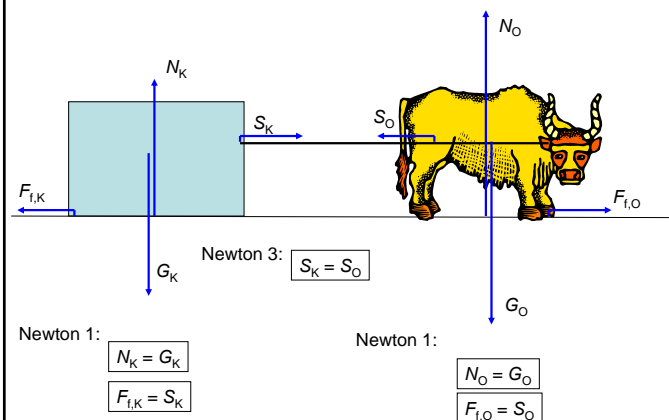 N_O
N_K
S_K
S_O
F_f,K
F_f,O
Newton 3: S_K = S_O
G_K
G_O
Newton 1:
N_K = G_K
F_f,K = S_K
Newton 1:
N_O = G_O
F_f,O = S_O